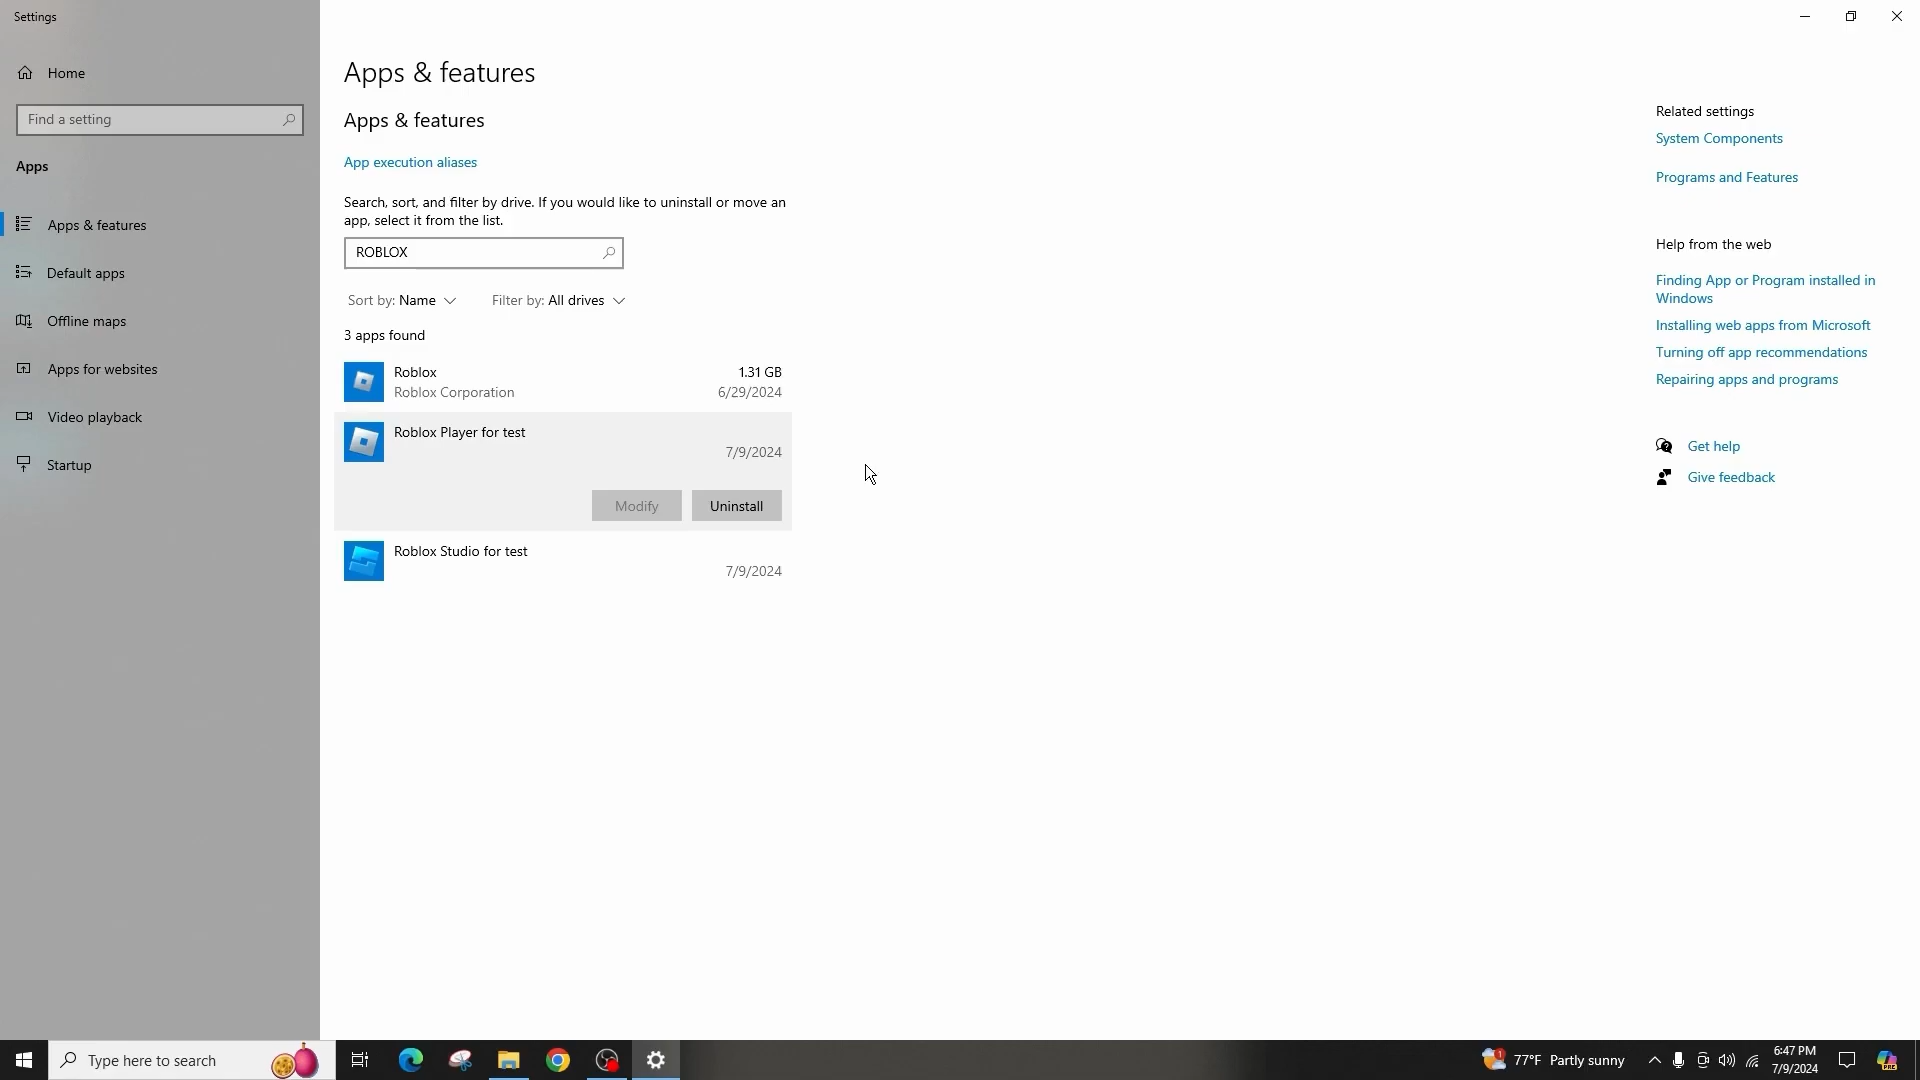 Settings
Home
Find a setting
Apps
Apps & features
Default apps
Offline maps
Apps for websites
Video playback
Startup
Apps & features
Apps & features
App execution aliases
Search, sort, and filter by drive. If you would like to uninstall or move an
app, select it from the list.
ROBLOX
Sort by: Name Filter by: All drives
3 apps found
Roblox 1.31 GB
Roblox Corporation 6/29/2024
Roblox Player for test
7/9/2024
Modify Uninstall
Roblox Studio for test
7/9/2024
Related settings
System Components
Programs and Features
Help from the web
Finding App or Program installed in
Windows
Installing web apps from Microsoft
Turning off app recommendations
Repairing apps and programs
Get help
Give feedback
Type here to search
1
77°F Partly sunny
6:47 PM
7/9/2024
PRE